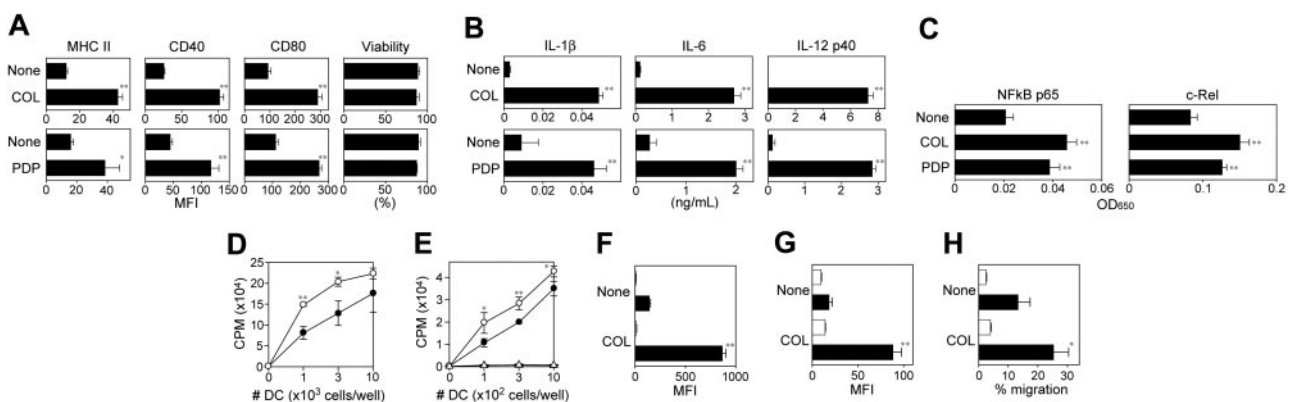 A
MHC II CD40 CD80 Viability
None
** ** **
COL
0 20 40 0 50 100 0 100 200 300 0 50 100
None
* ** **
PDP
0 20 40 0 50 100 150 0 100 200 300 0 50 100
MFI (%)
B
IL-1β IL-6 IL-12 p40
None
** ** **
COL
0 0.02 0.04 0 1 2 3 0 2 4 6 8
None
** ** **
PDP
0 0.02 0.04 0 1 2 0 1 2 3
(ng/mL)
C
NFkB p65 c-Rel
None
COL
** **
PDP
** **
0 0.02 0.04 0.06 0 0.1 0.2
OD650
D
25
20
15
10
5
0
CPM (x10⁴)
** *
0 1 3 10
# DC (x10³ cells/well)
E
4
2
1
0
CPM (x10⁴)
* ** *
0 1 3 10
# DC (x10² cells/well)
F
None
COL
**
0 500 1000
MFI
G
None
COL
**
0 50 100
MFI
H
None
COL
*
0 10 20 30
% migration